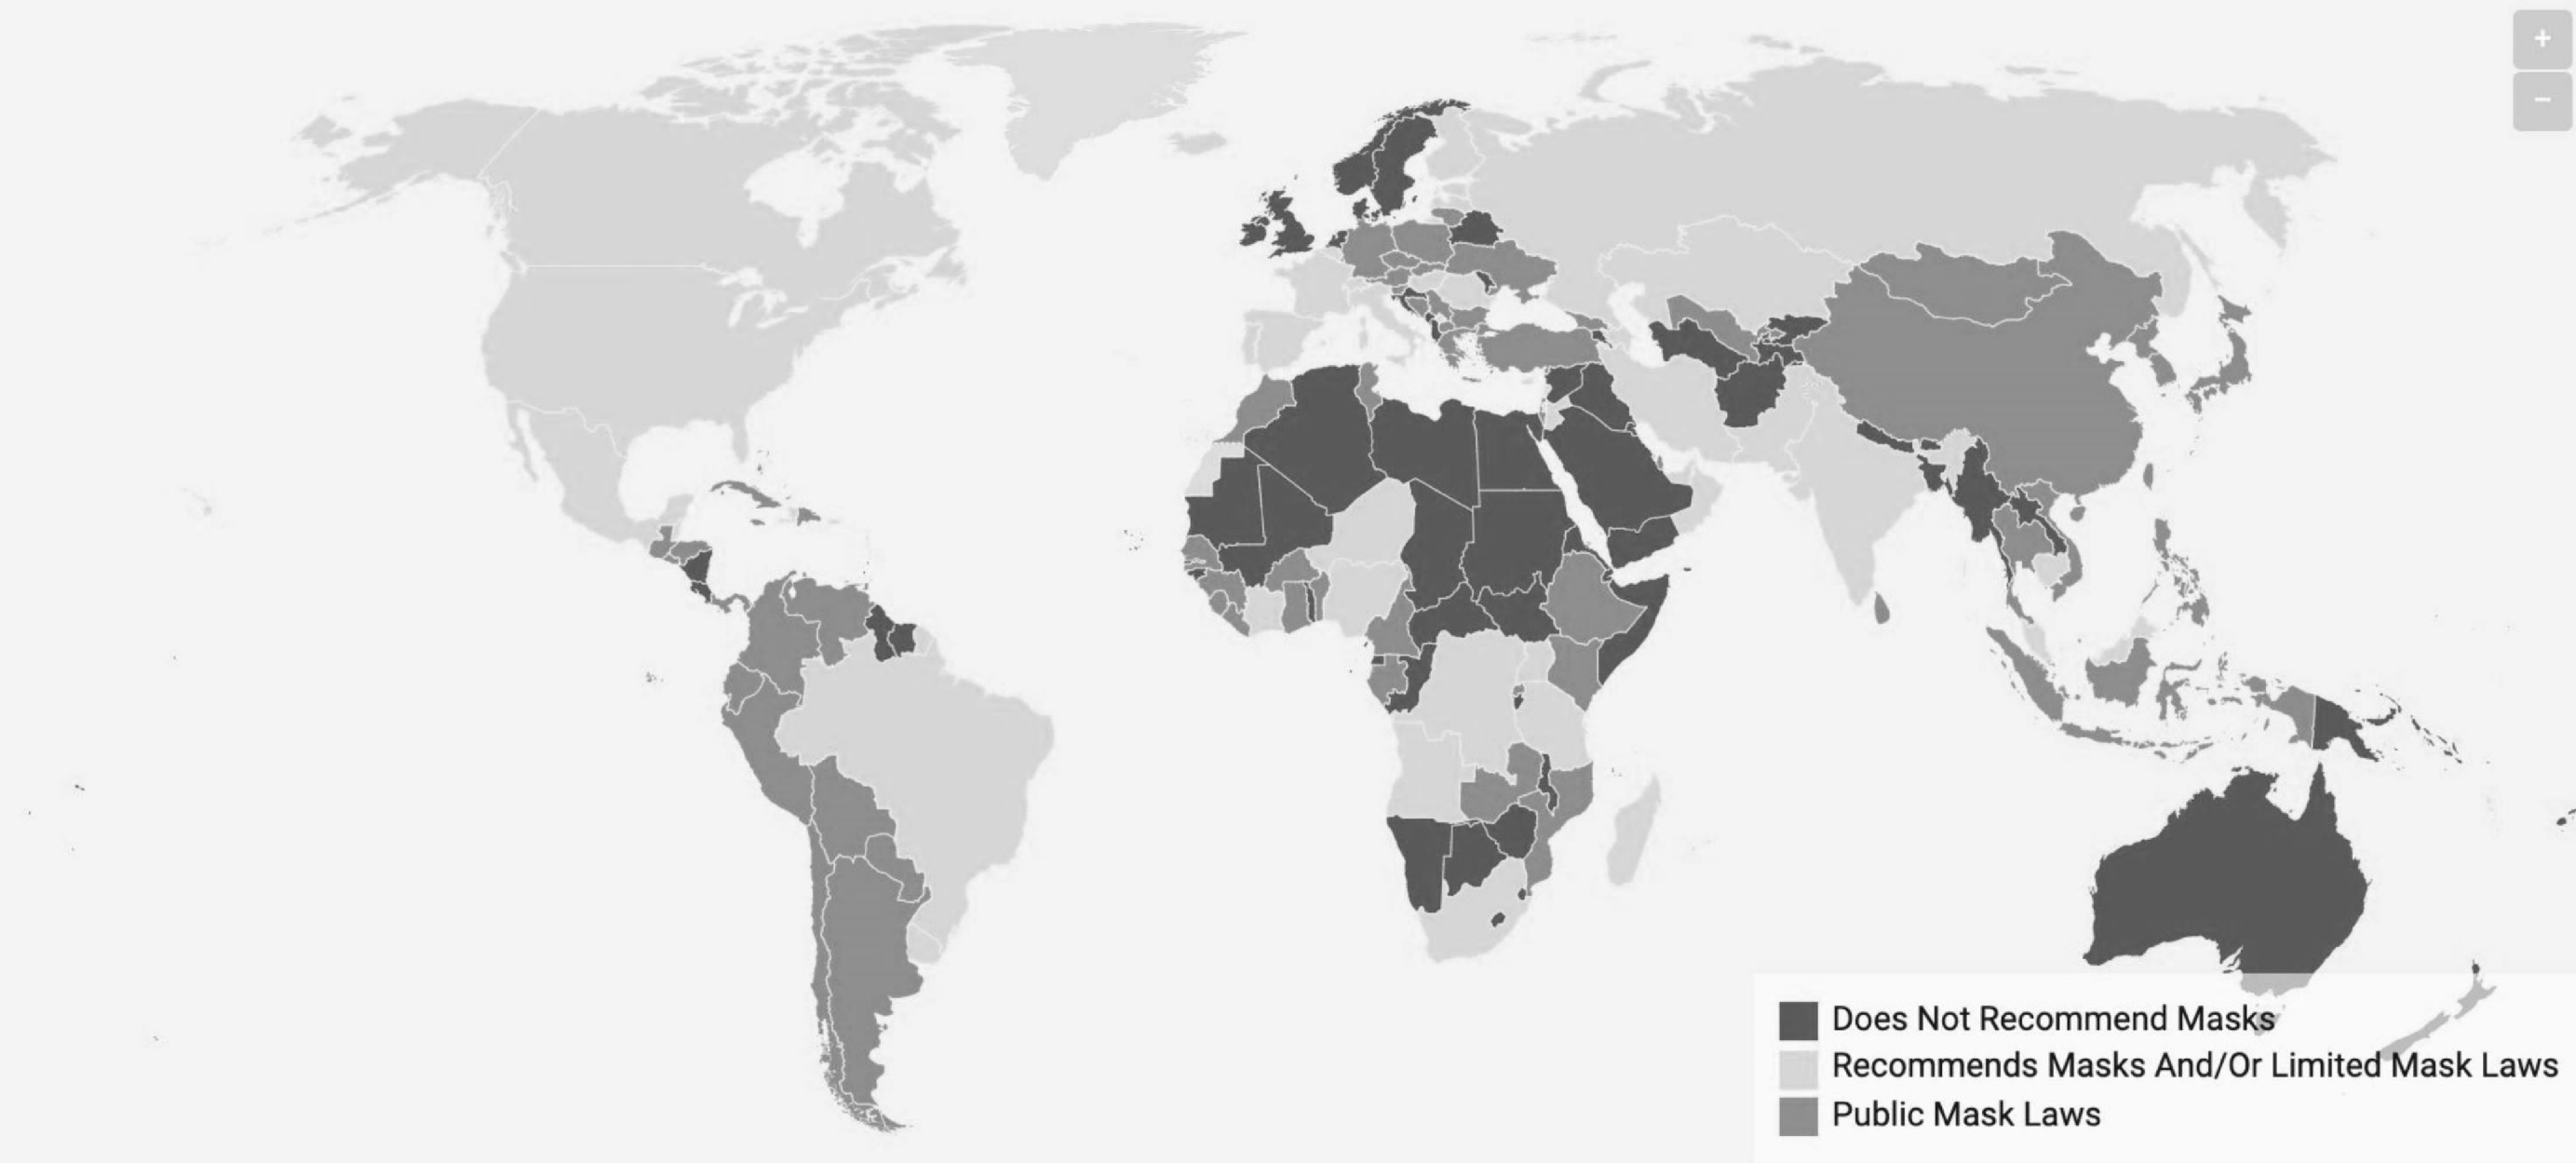 +
−
Does Not Recommend Masks
Recommends Masks And/Or Limited Mask Laws
Public Mask Laws